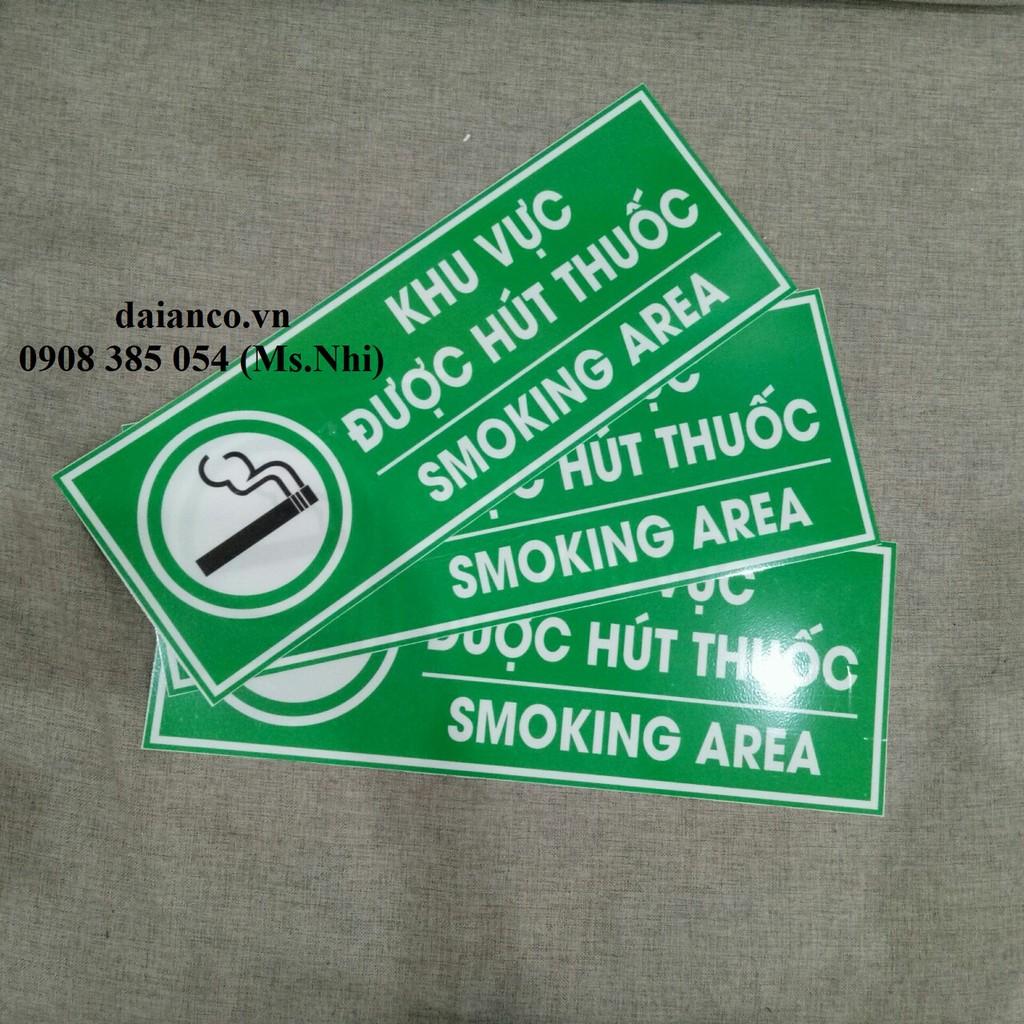 daianco.vn
0908 385 054 (Ms.Nhi)
KHU VỰC
ĐƯỢC HÚT THUỐC
SMOKING AREA
HÚT THUỐC
SMOKING AREA
VỰC
ĐƯỢC HÚT THUỐC
SMOKING AREA